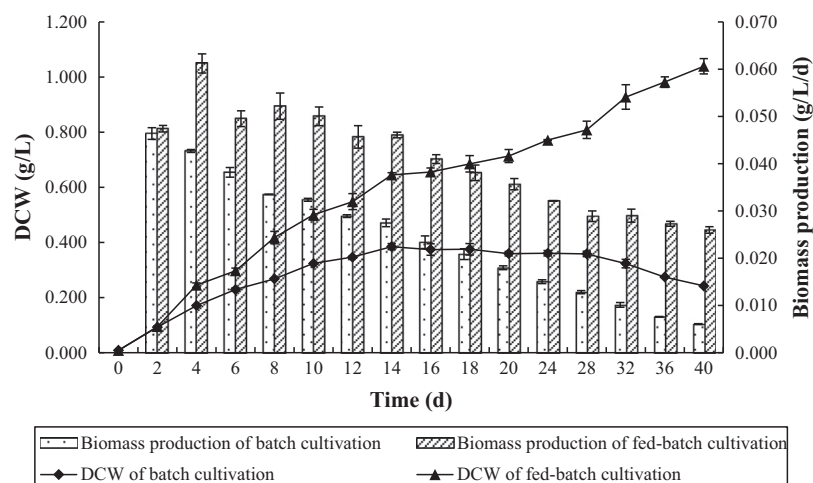 1.200
1.000
0.800
0.600
0.400
0.200
0.000
DCW (g/L)
0.070
0.060
0.050
0.040
0.030
0.020
0.010
0.000
Biomass production (g/L/d)
0 2 4 6 8 10 12 14 16 18 20 24 28 32 36 40
Time (d)
Biomass production of batch cultivation Biomass production of fed-batch cultivation
DCW of batch cultivation DCW of fed-batch cultivation